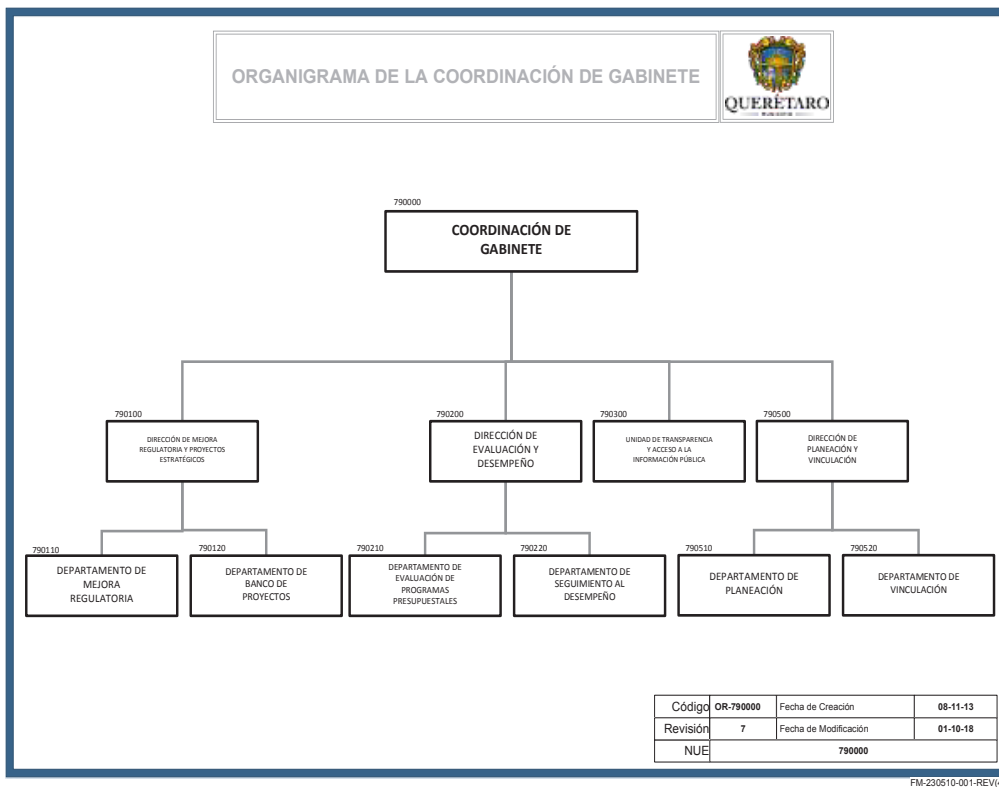 ORGANIGRAMA DE LA COORDINACIÓN DE GABINETE
QUERÉTARO
790000
COORDINACIÓN DE
GABINETE
790100
DIRECCIÓN DE MEJORA
REGULATORIA Y PROYECTOS
ESTRATÉGICOS
790200
DIRECCIÓN DE
EVALUACIÓN Y
DESEMPEÑO
790300
UNIDAD DE TRANSPARENCIA
Y ACCESO A LA
INFORMACIÓN PÚBLICA
790500
DIRECCIÓN DE
PLANEACIÓN Y
VINCULACIÓN
790110
DEPARTAMENTO DE
MEJORA
REGULATORIA
790120
DEPARTAMENTO DE
BANCO DE
PROYECTOS
790210
DEPARTAMENTO DE
EVALUACIÓN DE
PROGRAMAS
PRESUPUESTALES
790220
DEPARTAMENTO DE
SEGUIMIENTO AL
DESEMPEÑO
790510
DEPARTAMENTO DE
PLANEACIÓN
790520
DEPARTAMENTO DE
VINCULACIÓN
Código OR-790000 Fecha de Creación 08-11-13
Revisión 7 Fecha de Modificación 01-10-18
NUE 790000
FM-230510-001-REV(